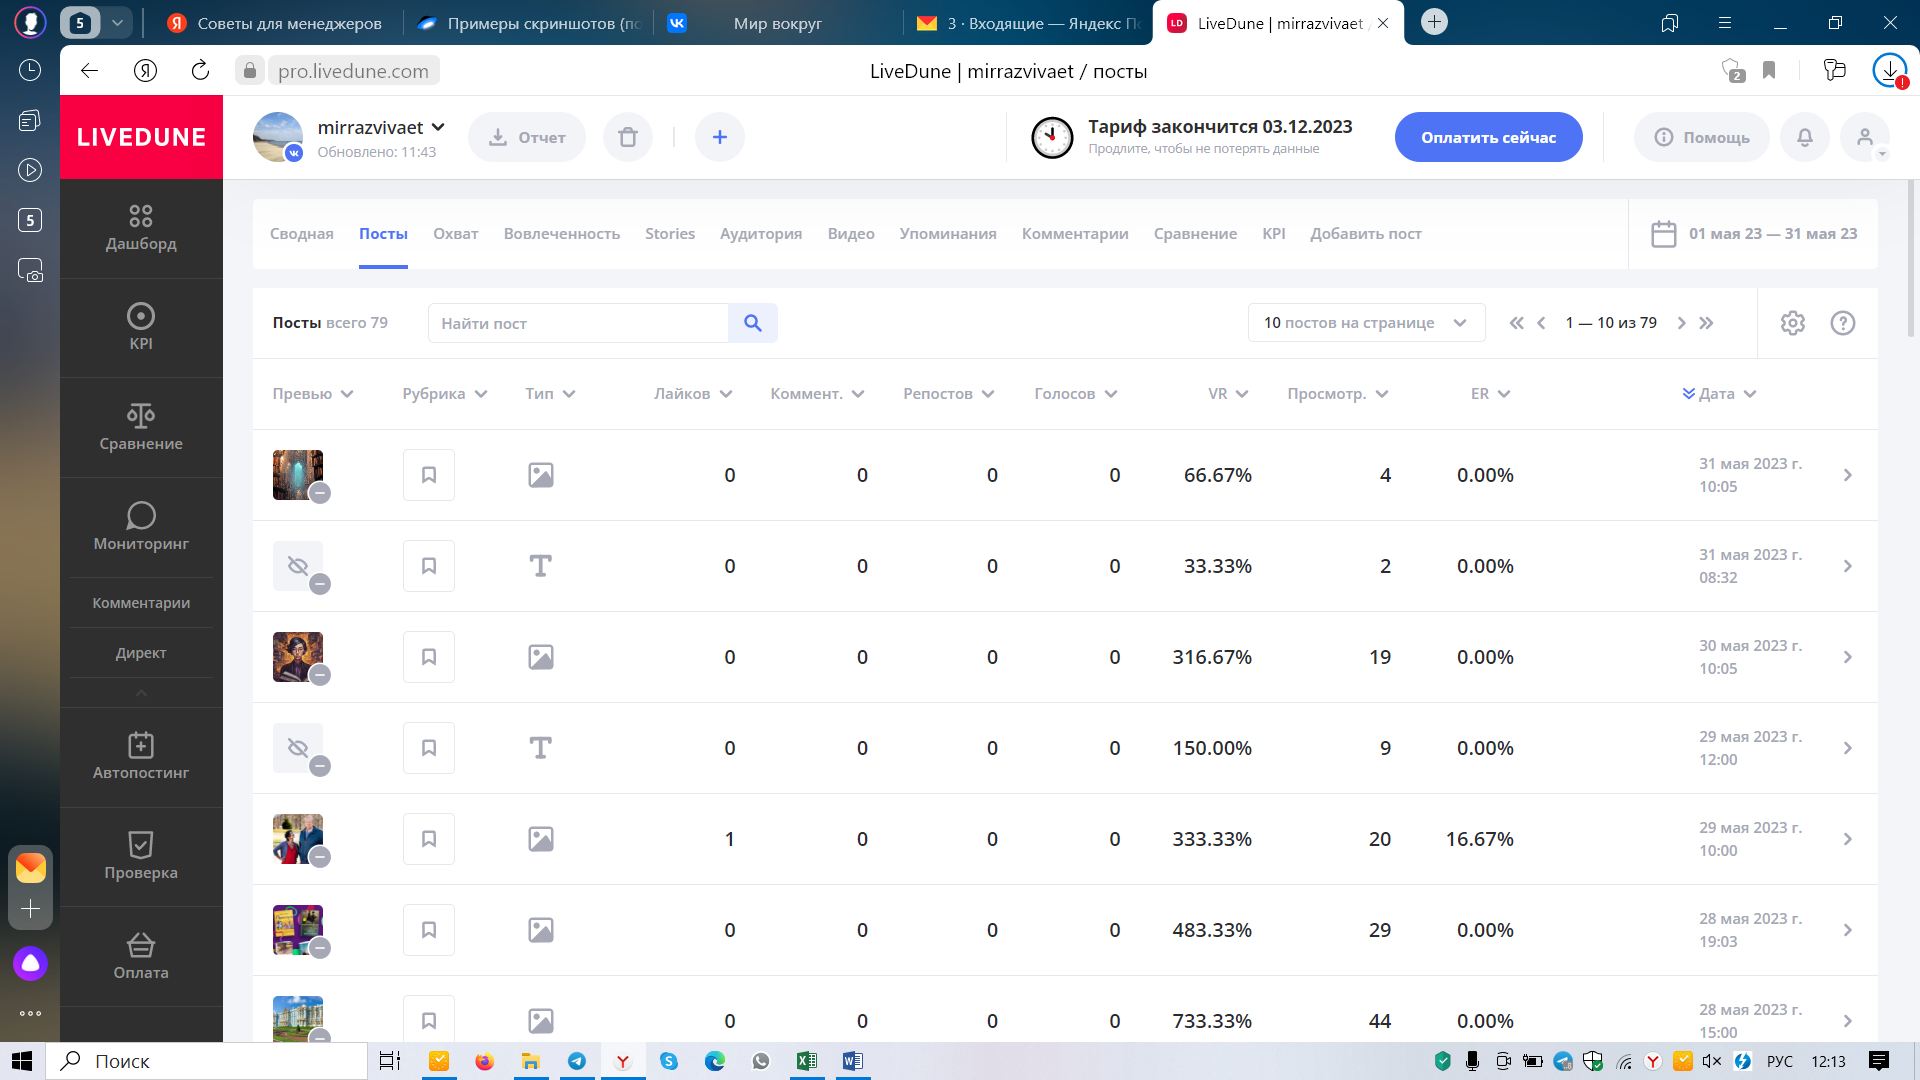 5
Советы для менеджеров
Примеры скриншотов (по
Мир вокруг
3 · Входящие — Яндекс По
LiveDune | mirrazvivaet
pro.livedune.com
LiveDune | mirrazvivaet / посты
2
5
LIVEDUNE
mirrazvivaet
Обновлено: 11:43
Отчет
Тариф закончится 03.12.2023
Продлите, чтобы не потерять данные
Оплатить сейчас
Помощь
Дашборд
KPI
Сравнение
Мониторинг
Комментарии
Директ
Автопостинг
Проверка
Оплата
Сводная Посты Охват Вовлеченность Stories Аудитория Видео Упоминания Комментарии Сравнение KPI Добавить пост
01 мая 23 — 31 мая 23
Посты всего 79
Найти пост
10 постов на странице
1 — 10 из 79
Превью Рубрика Тип Лайков Коммент. Репостов Голосов VR Просмотр. ER Дата
0 0 0 0 66.67% 4 0.00% 31 мая 2023 г.
10:05
0 0 0 0 33.33% 2 0.00% 31 мая 2023 г.
08:32
0 0 0 0 316.67% 19 0.00% 30 мая 2023 г.
10:05
0 0 0 0 150.00% 9 0.00% 29 мая 2023 г.
12:00
1 0 0 0 333.33% 20 16.67% 29 мая 2023 г.
10:00
0 0 0 0 483.33% 29 0.00% 28 мая 2023 г.
19:03
0 0 0 0 733.33% 44 0.00% 28 мая 2023 г.
15:00
Поиск
РУС
12:13